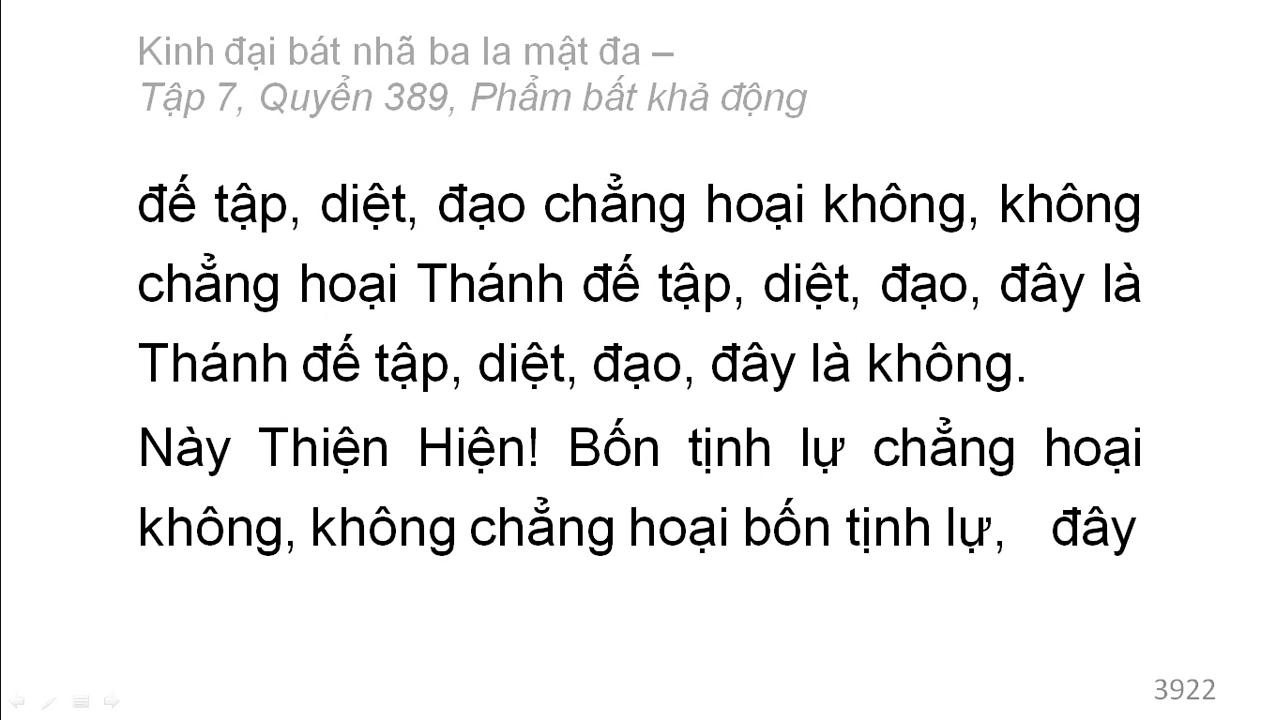 Kinh đại bát nhã ba la mật đa –
Tập 7, Quyển 389, Phẩm bất khả động
đế tập, diệt, đạo chẳng hoại không, không
chẳng hoại Thánh đế tập, diệt, đạo, đây là
Thánh đế tập, diệt, đạo, đây là không.
Này Thiện Hiện! Bốn tịnh lự chẳng hoại
không, không chẳng hoại bốn tịnh lự, đây
3922